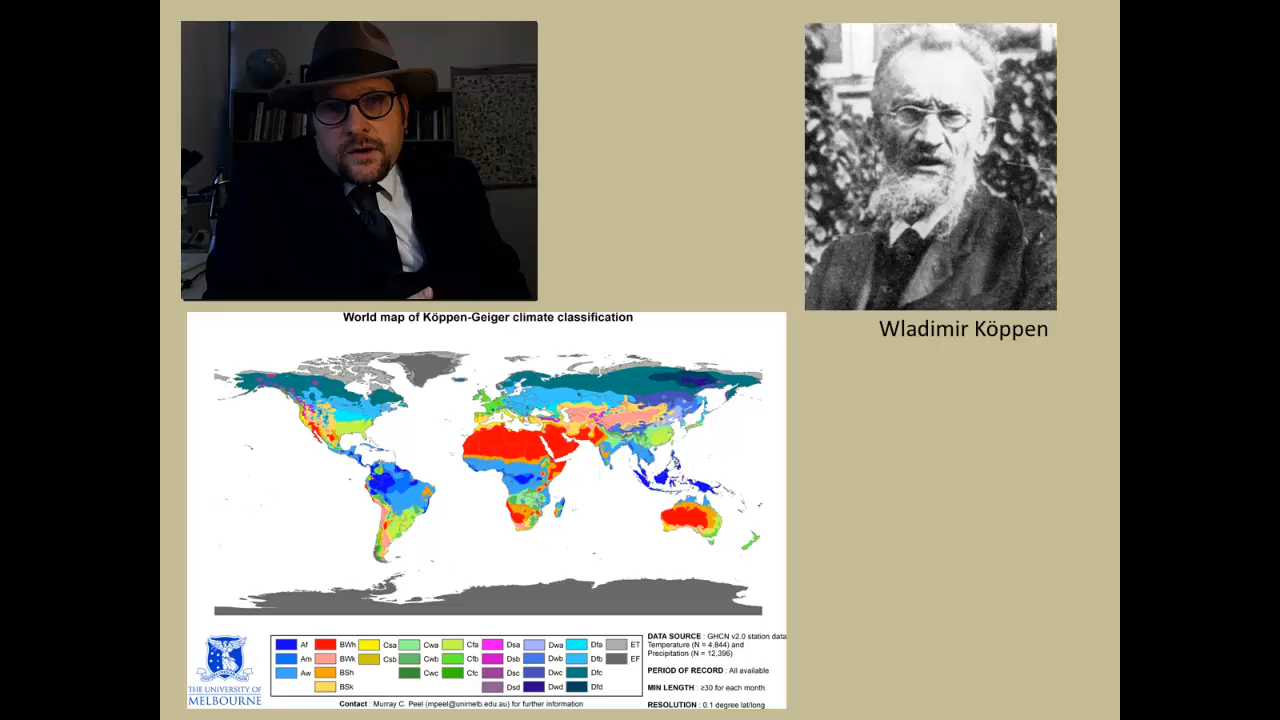 Wladimir Köppen
World map of Köppen-Geiger climate classification
THE UNIVERSITY OF
MELBOURNE
Af BWh Csa Cwa Cfa Dsa Dwa Dfa ET
Am BWk Csb Cwb Cfb Dsb Dwb Dfb EF
Aw BSh Cwc Cfc Dsc Dwc Dfc
BSk Dsd Dwd Dfd
DATA SOURCE : GHCN v2.0 station data
Temperature (N = 4,844) and
Precipitation (N = 12,396)
PERIOD OF RECORD : All available
MIN LENGTH : ≥30 for each month.
RESOLUTION : 0.1 degree lat/long
Contact : Murray C. Peel (mpeel@unimelb.edu.au) for further information